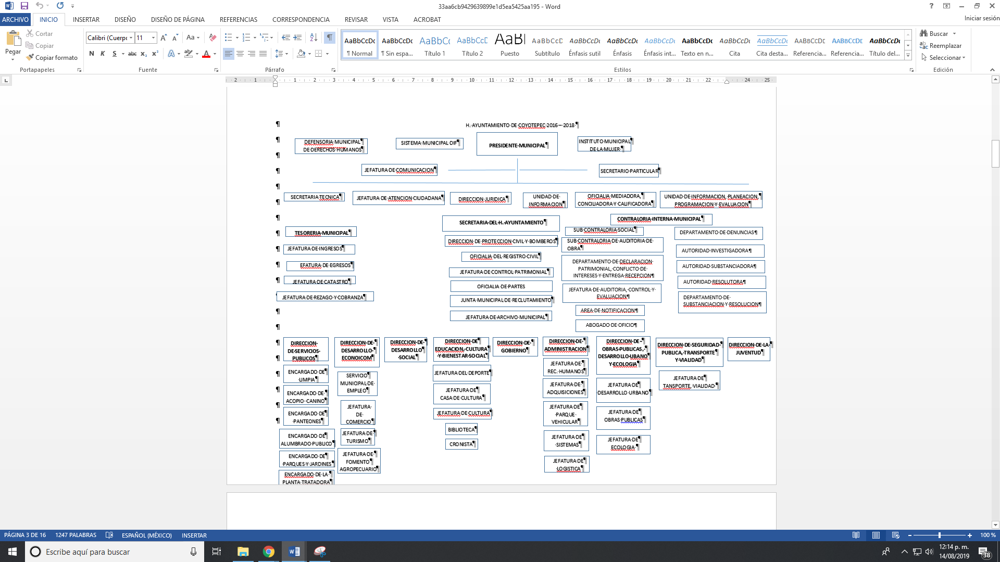 33aa6cb9429639899e1d5ea5425aa195 - Word
ARCHIVO INICIO INSERTAR DISEÑO DISEÑO DE PÁGINA REFERENCIAS CORRESPONDENCIA REVISAR VISTA ACROBAT
Iniciar sesión
Pegar
Cortar
Copiar
Copiar formato
Portapapeles
Calibri (Cuerpo 11
N K S abc x₂ x²
Fuente
Párrafo
AaBbCcDc AaBbCcDc AaBbCc AaBbCcD AaBl AaBbCcD AaBbCcDc AaBbCcDc AaBbCcDc AaBbCcDc AaBbCcDc AaBbCcDc AaBbCcDc AaBbCcDc AaBbCcDc
¶ Normal ¶ Sin espa... Título 1 Título 2 Puesto Subtítulo Énfasis sutil Énfasis Énfasis int... Texto en n... Cita Cita desta... Referencia... Referencia... Título del...
Estilos
Buscar
Reemplazar
Seleccionar
Edición
2 1 1 2 3 4 5 6 7 8 9 10 11 12 13 14 15 16 17 18 19 20 21 22 24 25
H. AYUNTAMIENTO DE COYOTEPEC 2016 – 2018 ¶
DEFENSORIA MUNICIPAL¶
DE DERECHOS HUMANOS¶
SISTEMA MUNICIPAL DIF¶
PRESIDENTE MUNICIPAL¶
INSTITUTO MUNICIPAL¶
DE LA MUJER ¶
JEFATURA DE COMUNICACION¶
SECRETARIO PARTICULAR¶
SECRETARIA TECNICA¶
JEFATURA DE ATENCION CIUDADANA¶
DIRECCION JURIDICA¶
UNIDAD DE
INFORMACION¶
OFICIALIA MEDIADORA,¶
CONCILIADORA Y CALIFICADORA¶
UNIDAD DE INFORMACION, PLANEACION,¶
PROGRAMACION Y EVALUACION¶
TESORERIA MUNICIPAL¶
JEFATURA DE INGRESOS¶
EFATURA DE EGRESOS¶
JEFATURA DE CATASTRO¶
JEFATURA DE REZAGO Y COBRANZA¶
SECRETARIA DEL H. AYUNTAMIENTO¶
DIRECCION DE PROTECCION CIVIL Y BOMBEROS¶
OFICIALIA DEL REGISTRO CIVIL¶
JEFATURA DE CONTROL PATRIMONIAL¶
OFICIALIA DE PARTES
JUNTA MUNICIPAL DE RECLUTAMIENTO¶
JEFATURA DE ARCHIVO MUNICIPAL¶
CONTRALORIA INTERNA MUNICIPAL¶
SUB CONTRALORIA SOCIAL¶
SUB CONTRALORIA DE AUDITORIA DE
OBRA¶
DEPARTAMENTO DE DECLARACION
PATRIMONIAL, CONFLICTO DE
INTERESES Y ENTREGA RECEPCION¶
JEFATURA DE AUDITORIA, CONTROL Y
EVALUACION¶
AREA DE NOTIFICACION¶
ABOGADO DE OFICIO¶
DEPARTAMENTO DE DENUNCIAS¶
AUTORIDAD INVESTIGADORA¶
AUTORIDAD SUBSTANCIADORA¶
AUTORIDAD RESOLUTORA¶
DEPARTAMENTO DE
SUBSTANCIACION Y RESOLUCION¶
DIRECCION
DE SERVICIOS
PUBLICOS¶
ENCARGADO DE¶
LIMPIA¶
ENCARGADO DE
ACOPIO CANINO¶
ENCARGADO DE¶
PANTEONES¶
ENCARGADO DE¶
ALUMBRADO PUBLICO¶
ENCARGADO DE¶
PARQUES Y JARDINES¶
ENCARGADO DE LA ¶
PLANTA TRATADORA¶
DIRECCION DE ¶
DESARROLLO
ECONOICOM¶
SERVICIO
MUNICIPAL DE
EMPLEO¶
JEFATURA
DE
COMERCIO¶
JEFATURA DE¶
TURISMO¶
JEFATURA DE¶
FOMENTO ¶
AGROPECUARIO¶
DIRECCION DE¶
DESARROLLO¶
SOCIAL¶
DIRECCION DE¶
EDUCACION, CULTURA¶
Y BIENESTAR SOCIAL¶
JEFATURA DEL DEPORTE¶
JEFATURA DE¶
CASA DE CULTURA¶
JEFATURA DE CULTURA¶
BIBLIOTECA¶
CRONISTA¶
DIRECCION DE ¶
GOBIERNO¶
DIRECCION DE ¶
ADMINISTRACION¶
JEFATURA DE ¶
REC. HUMANOS¶
JEFATURA DE¶
ADQUISICIONES¶
JEFATURA DE¶
PARQUE
VEHICULAR¶
JEFATURA DE¶
SISTEMAS¶
JEFATURA DE¶
LOGISTICA¶
DIRECCION DE ¶
OBRAS PUBLICAS,¶
DESARROLLO UBANO¶
Y ECOLOGIA¶
JEFATURA DE¶
DESARROLLO URBANO¶
JEFATURA DE¶
OBRAS PUBLICAS¶
JEFATURA DE¶
ECOLOGIA ¶
DIRECCION DE SEGURIDAD ¶
PUBLICA, TRANSPORTE¶
Y VIALIDAD¶
JEFATURA DE¶
TANSPORTE, VIALIDAD ¶
DIRECCION DE LA¶
JUVENTUD¶
PÁGINA 3 DE 16 1247 PALABRAS ESPAÑOL (MÉXICO) INSERTAR
100 %
Escribe aquí para buscar
12:14 p. m.
14/08/2019
38